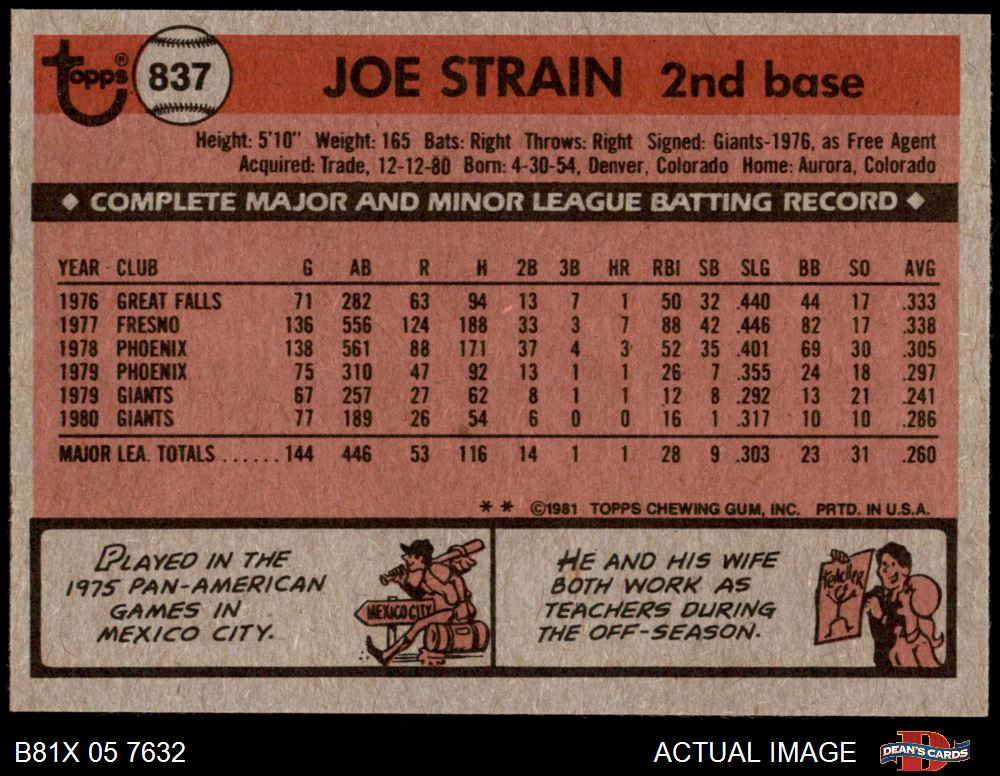 Topps® 837 JOE STRAIN 2nd base
Height: 5'10" Weight: 165 Bats: Right Throws: Right Signed: Giants-1976, as Free Agent
Acquired: Trade, 12-12-80 Born: 4-30-54, Denver, Colorado Home: Aurora, Colorado
◆ COMPLETE MAJOR AND MINOR LEAGUE BATTING RECORD ◆
YEAR CLUB G AB R H 2B 3B HR RBI SB SLG BB SO AVG
1976 GREAT FALLS 71 282 63 94 13 7 1 50 32 .440 44 17 .333
1977 FRESNO 136 556 124 188 33 3 7 88 42 .446 82 17 .338
1978 PHOENIX 138 561 88 171 37 4 3 52 35 .401 69 30 .305
1979 PHOENIX 75 310 47 92 13 1 1 26 7 .355 24 18 .297
1979 GIANTS 67 257 27 62 8 1 1 12 8 .292 13 21 .241
1980 GIANTS 77 189 26 54 6 0 0 16 1 .317 10 10 .286
MAJOR LEA. TOTALS ...... 144 446 53 116 14 1 1 28 9 .303 23 31 .260
** ©1981 TOPPS CHEWING GUM, INC. PRTD. IN U.S.A.
PLAYED IN THE
1975 PAN-AMERICAN
GAMES IN
MEXICO CITY.
MEXICO CITY
HE AND HIS WIFE
BOTH WORK AS
TEACHERS DURING
THE OFF-SEASON.
Teacher
B81X 05 7632 ACTUAL IMAGE DEAN'S CARDS